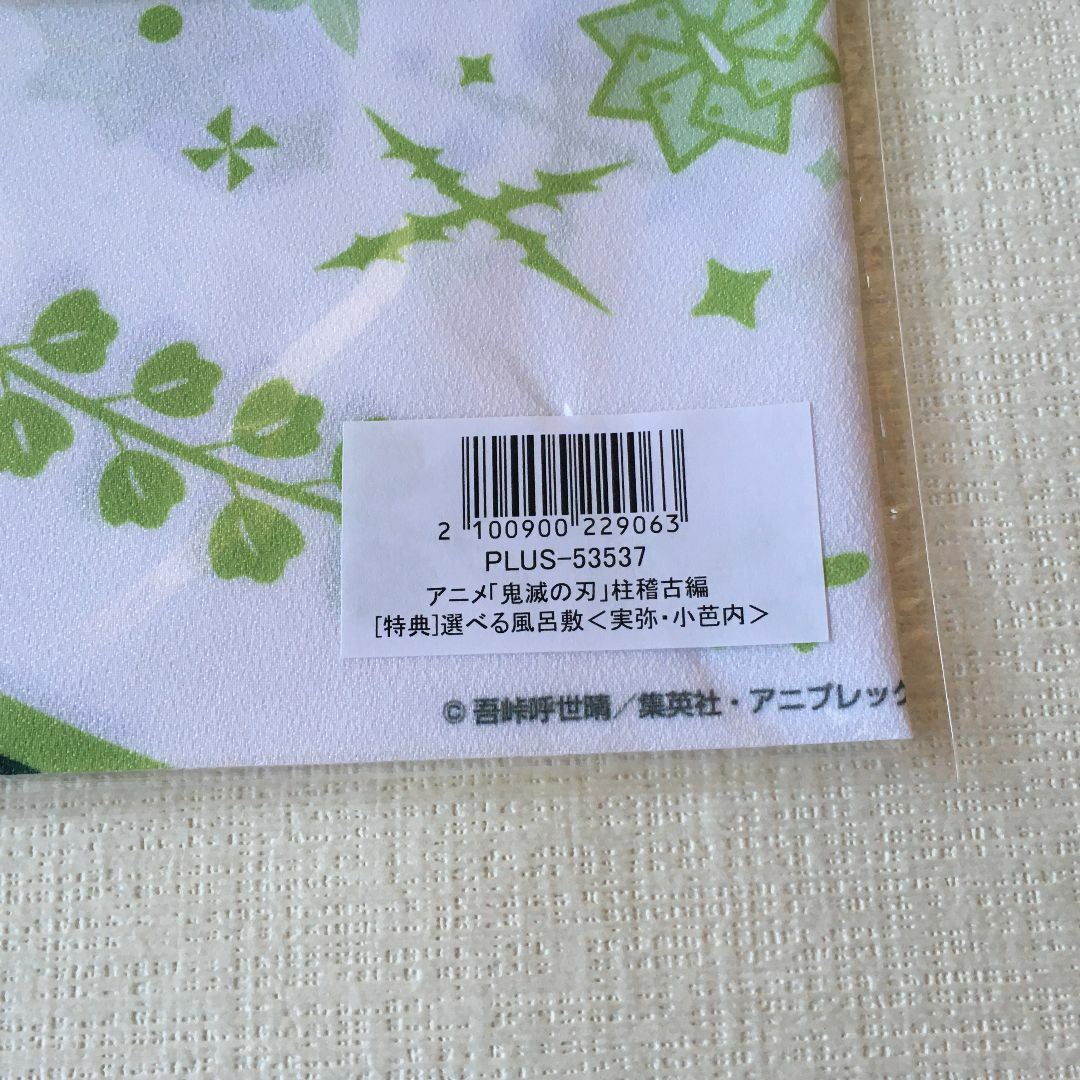 2 100900 229063
PLUS-53537
アニメ「鬼滅の刃」柱稽古編
[特典]選べる風呂敷<実弥・小芭内>
© 吾峠呼世晴／集英社・アニプレック